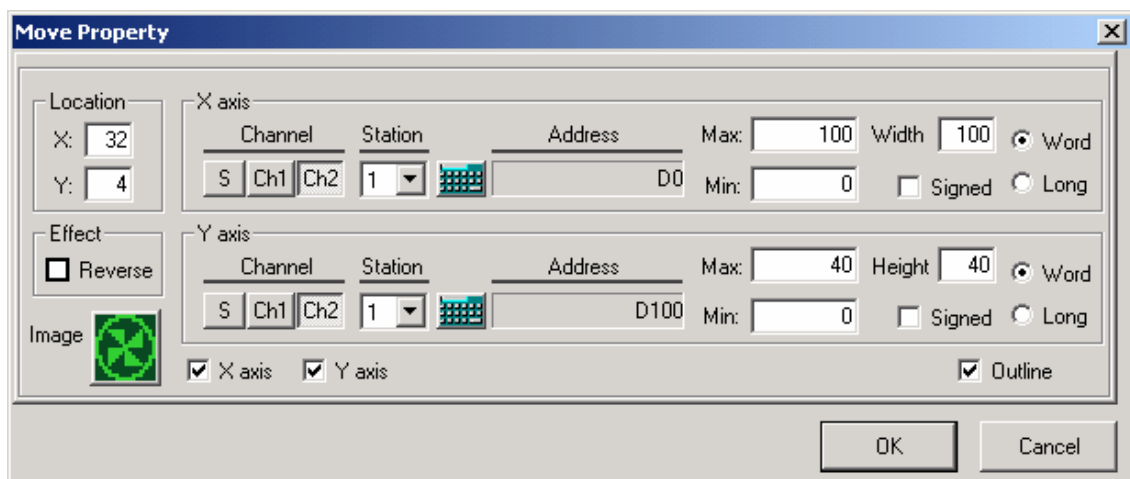 Move Property
Location
X: 32
Y: 4
X axis
Channel Station Address Max: 100 Width 100 Word
S Ch1 Ch2 1 D0 Min: 0 Signed Long
Effect
Reverse
Y axis
Channel Station Address Max: 40 Height 40 Word
S Ch1 Ch2 1 D100 Min: 0 Signed Long
Image
X axis Y axis Outline
OK Cancel